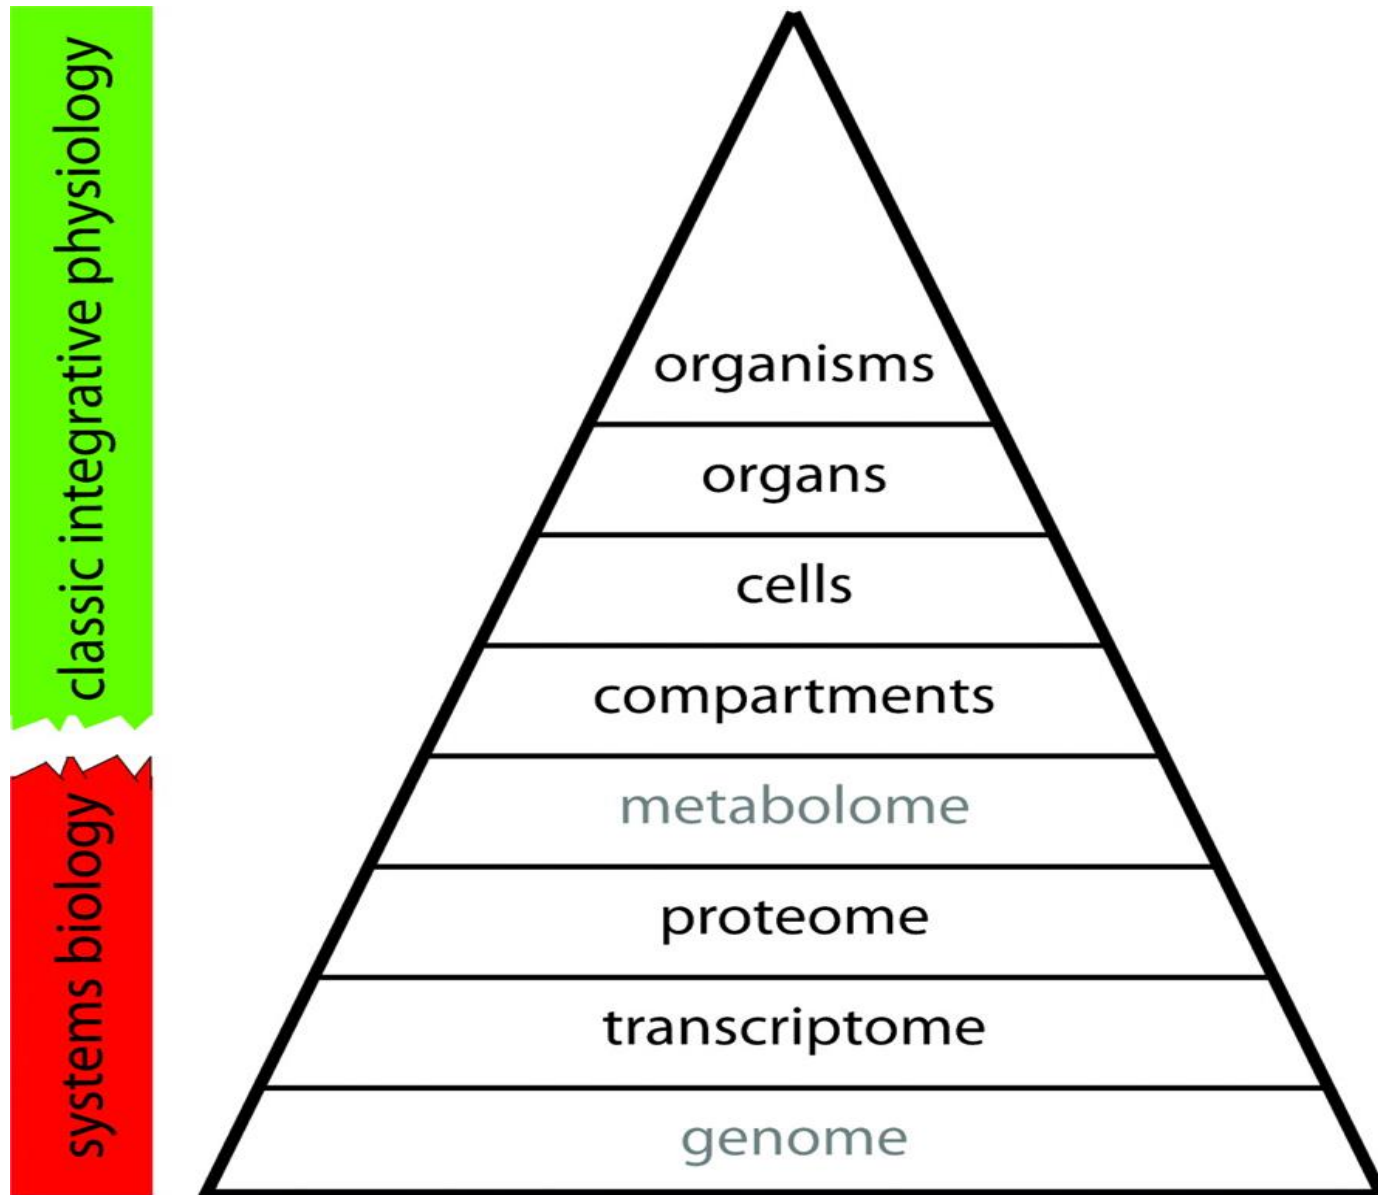 classic integrative physiology
systems biology
organisms
organs
cells
compartments
metabolome
proteome
transcriptome
genome